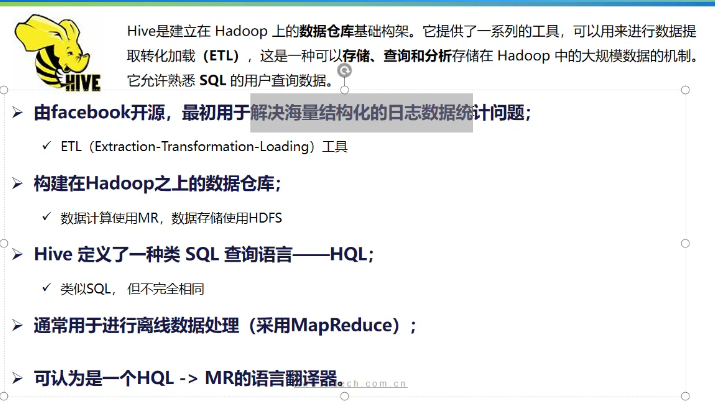 HIVE
Hive是建立在 Hadoop 上的数据仓库基础构架。它提供了一系列的工具，可以用来进行数据提
取转化加载（ETL），这是一种可以存储、查询和分析存储在 Hadoop 中的大规模数据的机制。
它允许熟悉 SQL 的用户查询数据。
➢ 由facebook开源，最初用于解决海量结构化的日志数据统计问题；
✓ ETL（Extraction-Transformation-Loading）工具
➢ 构建在Hadoop之上的数据仓库；
✓ 数据计算使用MR，数据存储使用HDFS
➢ Hive 定义了一种类 SQL 查询语言——HQL；
✓ 类似SQL， 但不完全相同
➢ 通常用于进行离线数据处理（采用MapReduce）；
➢ 可认为是一个HQL -> MR的语言翻译器。
tech.com.cn